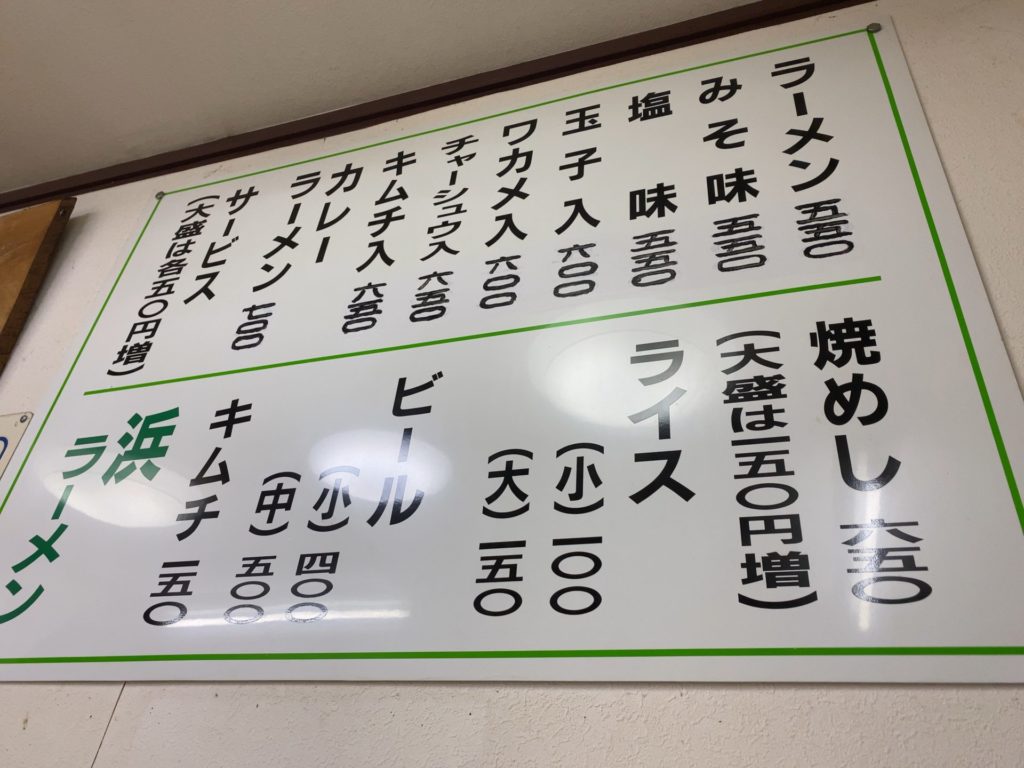 ラーメン 五五〇
みそ味 五五〇
塩 味 五五〇
玉子入 六〇〇
ワカメ入 六〇〇
チャーシュウ入 六五〇
キムチ入 六五〇
カレー
ラーメン 七〇〇
サービス
(大盛は各五〇円増)
焼めし 六五〇
(大盛は一五〇円増)
ライス
(小) 一〇〇
(大) 一五〇
ビール
(小) 四〇〇
(中) 五〇〇
キムチ 一五〇
浜
ラーメン